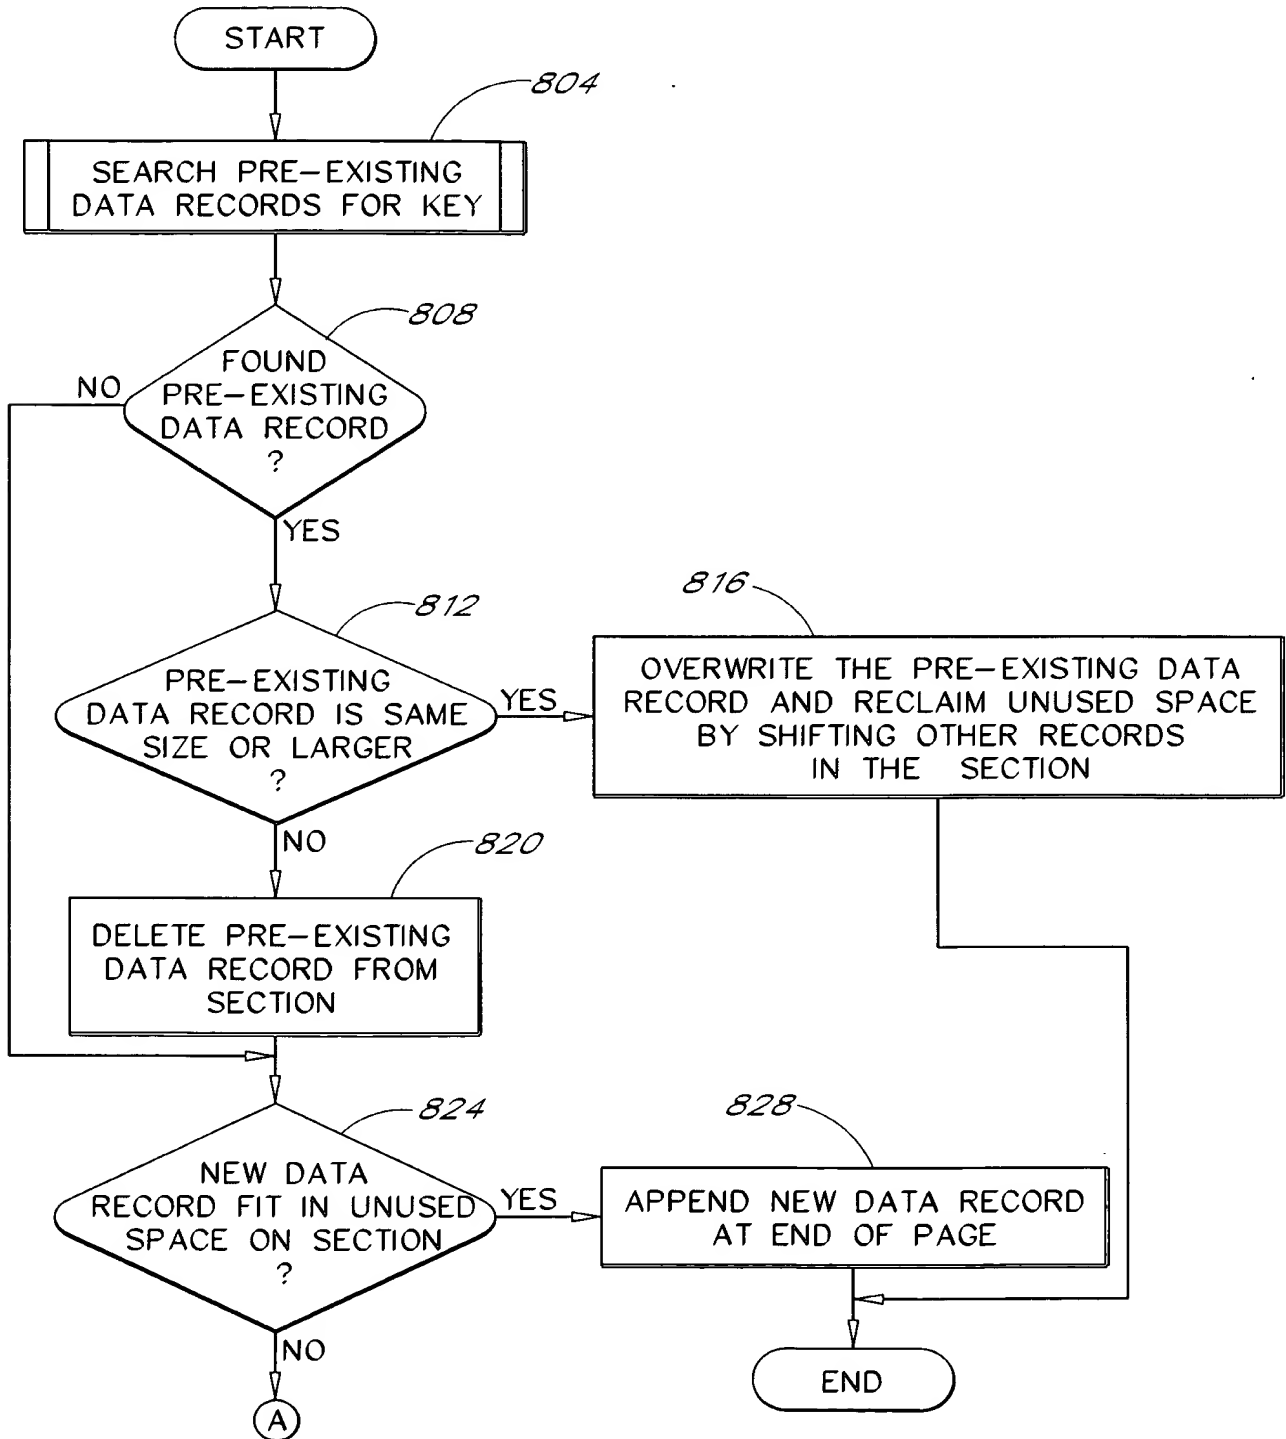 START
804
SEARCH PRE-EXISTING
DATA RECORDS FOR KEY
808
FOUND
PRE-EXISTING
DATA RECORD
?
NO
YES
812
PRE-EXISTING
DATA RECORD IS SAME
SIZE OR LARGER
?
YES
816
OVERWRITE THE PRE-EXISTING DATA
RECORD AND RECLAIM UNUSED SPACE
BY SHIFTING OTHER RECORDS
IN THE SECTION
NO
820
DELETE PRE-EXISTING
DATA RECORD FROM
SECTION
824
NEW DATA
RECORD FIT IN UNUSED
SPACE ON SECTION
?
YES
828
APPEND NEW DATA RECORD
AT END OF PAGE
NO
A
END